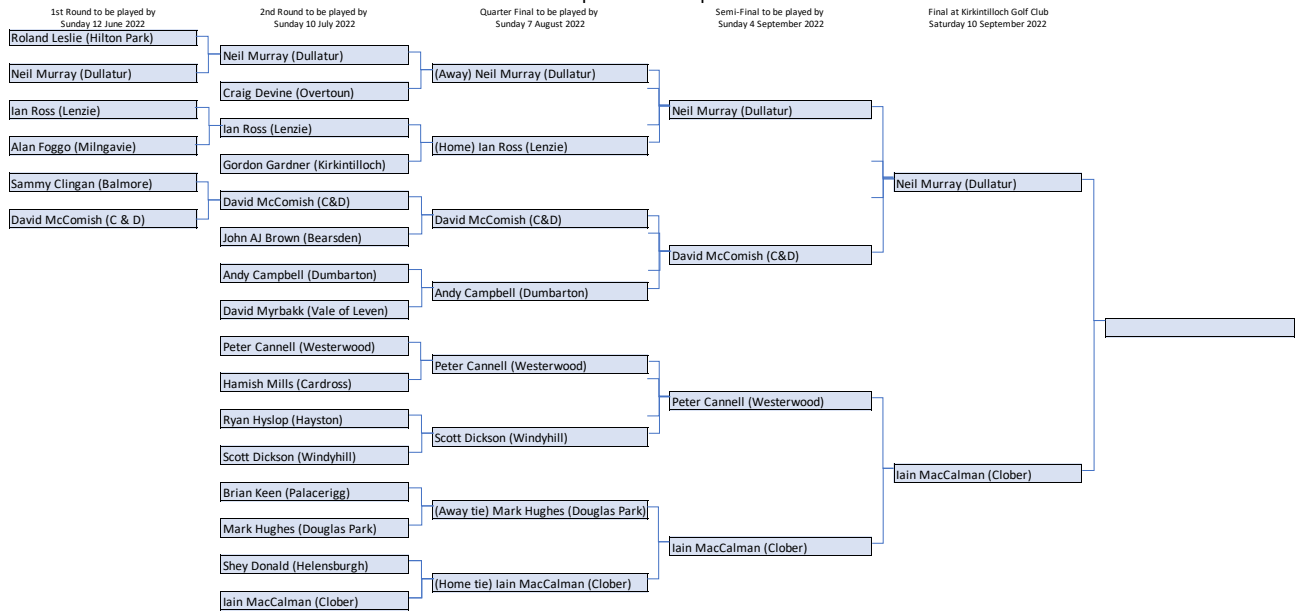 1st Round to be played by
Sunday 12 June 2022
2nd Round to be played by
Sunday 10 July 2022
Quarter Final to be played by
Sunday 7 August 2022
Semi-Final to be played by
Sunday 4 September 2022
Final at Kirkintilloch Golf Club
Saturday 10 September 2022
Roland Leslie (Hilton Park)
Neil Murray (Dullatur)
Ian Ross (Lenzie)
Alan Foggo (Milngavie)
Sammy Clingan (Balmore)
David McComish (C & D)
Neil Murray (Dullatur)
Craig Devine (Overtoun)
Ian Ross (Lenzie)
Gordon Gardner (Kirkintilloch)
David McComish (C&D)
John AJ Brown (Bearsden)
Andy Campbell (Dumbarton)
David Myrbakk (Vale of Leven)
Peter Cannell (Westerwood)
Hamish Mills (Cardross)
Ryan Hyslop (Hayston)
Scott Dickson (Windyhill)
Brian Keen (Palacerigg)
Mark Hughes (Douglas Park)
Shey Donald (Helensburgh)
Iain MacCalman (Clober)
(Away) Neil Murray (Dullatur)
(Home) Ian Ross (Lenzie)
David McComish (C&D)
Andy Campbell (Dumbarton)
Peter Cannell (Westerwood)
Scott Dickson (Windyhill)
(Away tie) Mark Hughes (Douglas Park)
(Home tie) Iain MacCalman (Clober)
Neil Murray (Dullatur)
David McComish (C&D)
Peter Cannell (Westerwood)
Iain MacCalman (Clober)
Neil Murray (Dullatur)
Iain MacCalman (Clober)